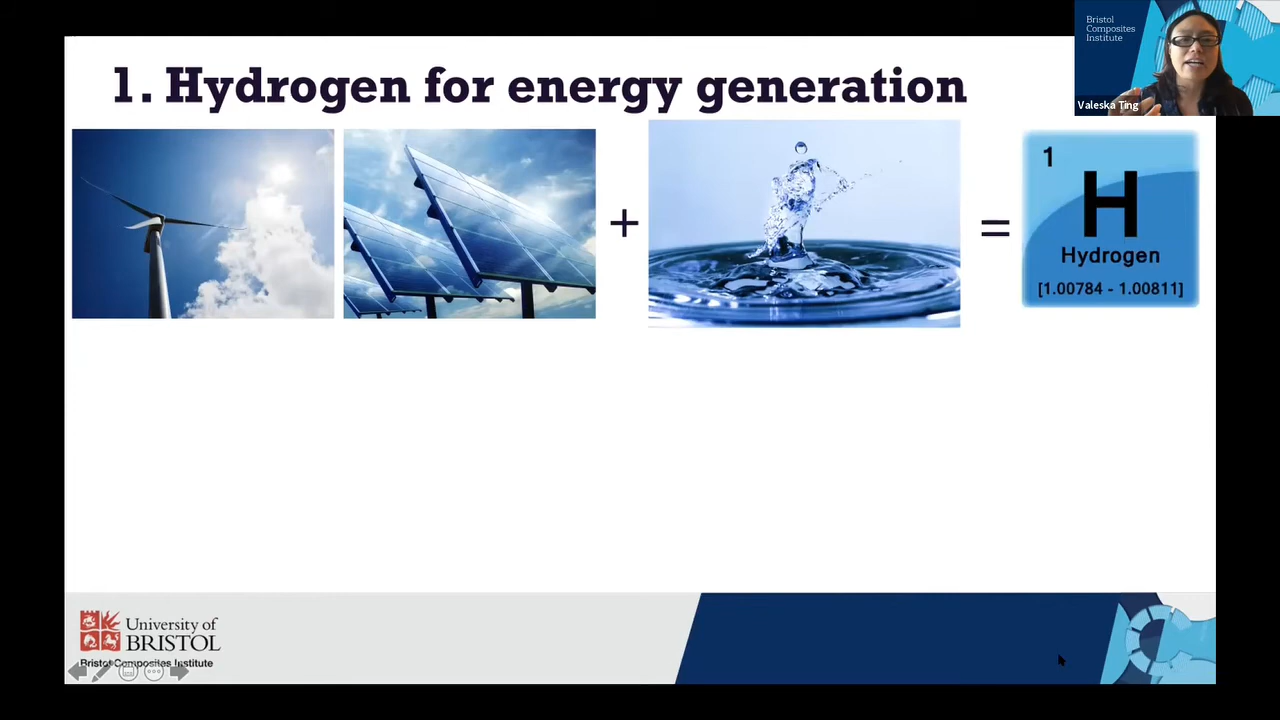 1. Hydrogen for energy generation
Bristol
Composites
Institute
Valeska Ting
+
=
1
H
Hydrogen
[1.00784 - 1.00811]
University of
BRISTOL
Bristol Composites Institute